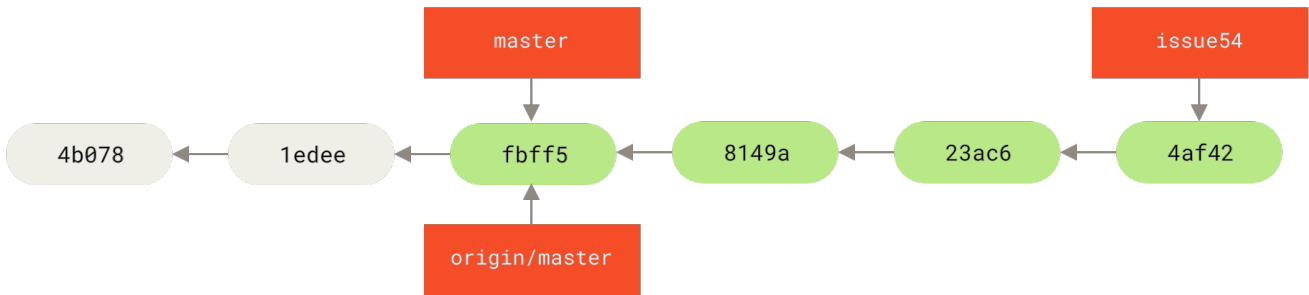 master
issue54
4b078
1edee
fbff5
8149a
23ac6
4af42
origin/master